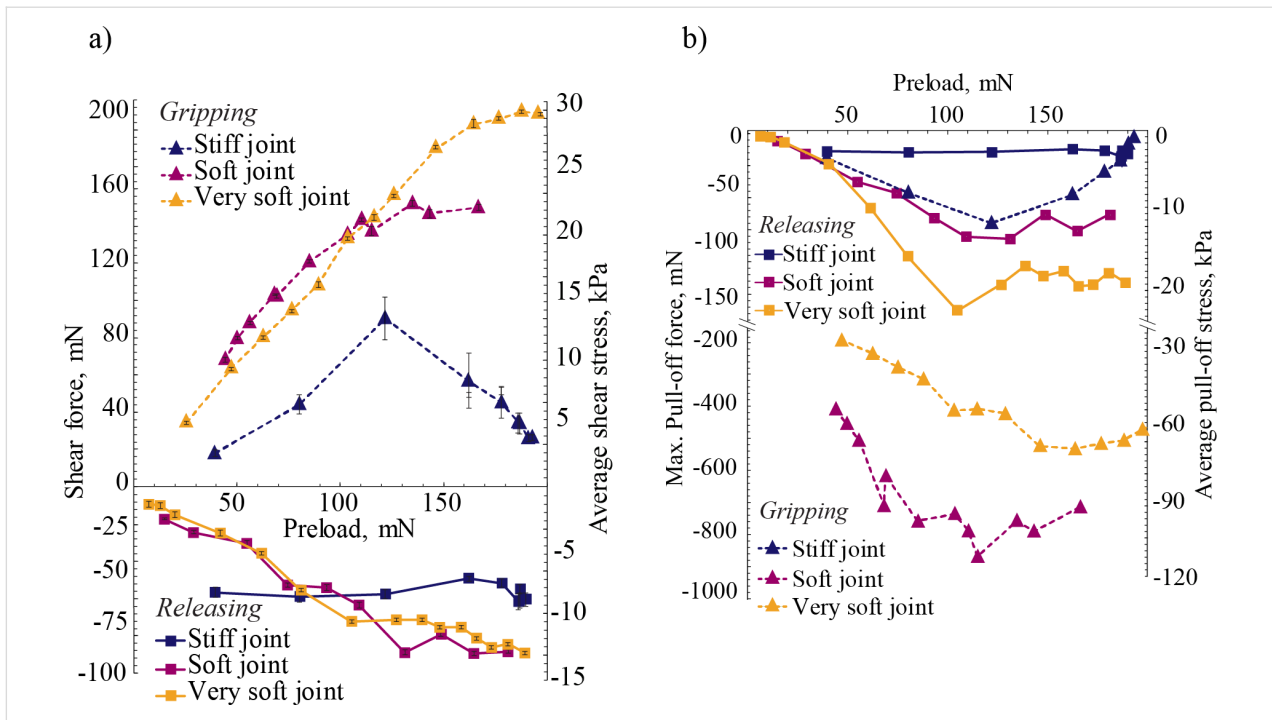 a)
Gripping
Stiff joint
Soft joint
Very soft joint
200
160
120
80
40
0
-25
-50
-75
-100
Shear force, mN
50
100
150
Preload, mN
30
25
20
15
10
5
-5
-10
-15
Average shear stress, kPa
Releasing
Stiff joint
Soft joint
Very soft joint
b)
Preload, mN
50
100
150
0
-50
-100
-150
-200
-400
-600
-800
-1000
Max. Pull-off force, mN
0
-10
-20
-30
-60
-90
-120
Average pull-off stress, kPa
Releasing
Stiff joint
Soft joint
Very soft joint
Gripping
Stiff joint
Soft joint
Very soft joint